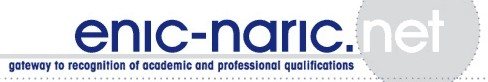 enic-naric.net
gateway to recognition of academic and professional qualifications